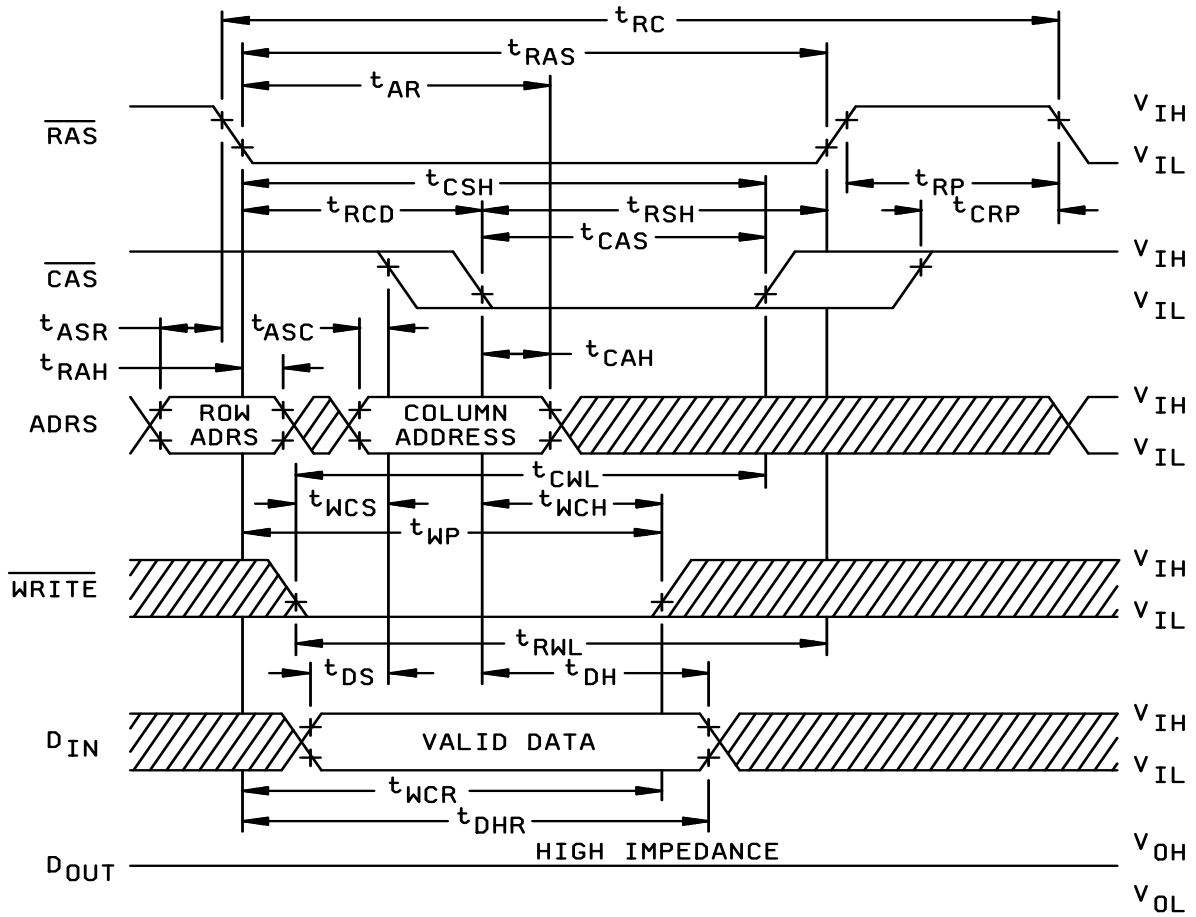 tRC
tRAS
tAR
RAS
VIH
VIL
tCSH
tRP
tRCD
tRSH
tCRP
tCAS
CAS
VIH
VIL
tASR
tASC
tCAH
tRAH
ADRS
ROW
ADRS
COLUMN
ADDRESS
VIH
VIL
tCWL
tWCS
tWCH
tWP
WRITE
VIH
VIL
tRWL
tDS
tDH
DIN
VALID DATA
VIH
VIL
tWCR
tDHR
HIGH IMPEDANCE
DOUT
VOH
VOL